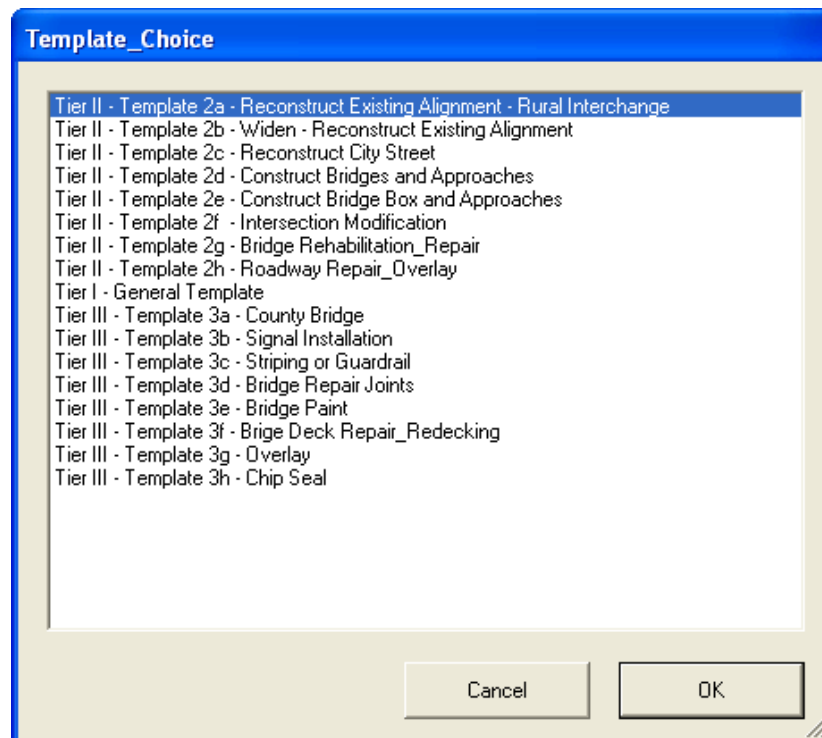 Template_Choice
Tier II - Template 2a - Reconstruct Existing Alignment - Rural Interchange
Tier II - Template 2b - Widen - Reconstruct Existing Alignment
Tier II - Template 2c - Reconstruct City Street
Tier II - Template 2d - Construct Bridges and Approaches
Tier II - Template 2e - Construct Bridge Box and Approaches
Tier II - Template 2f - Intersection Modification
Tier II - Template 2g - Bridge Rehabilitation_Repair
Tier II - Template 2h - Roadway Repair_Overlay
Tier I - General Template
Tier III - Template 3a - County Bridge
Tier III - Template 3b - Signal Installation
Tier III - Template 3c - Striping or Guardrail
Tier III - Template 3d - Bridge Repair Joints
Tier III - Template 3e - Bridge Paint
Tier III - Template 3f - Brige Deck Repair_Redecking
Tier III - Template 3g - Overlay
Tier III - Template 3h - Chip Seal
Cancel OK